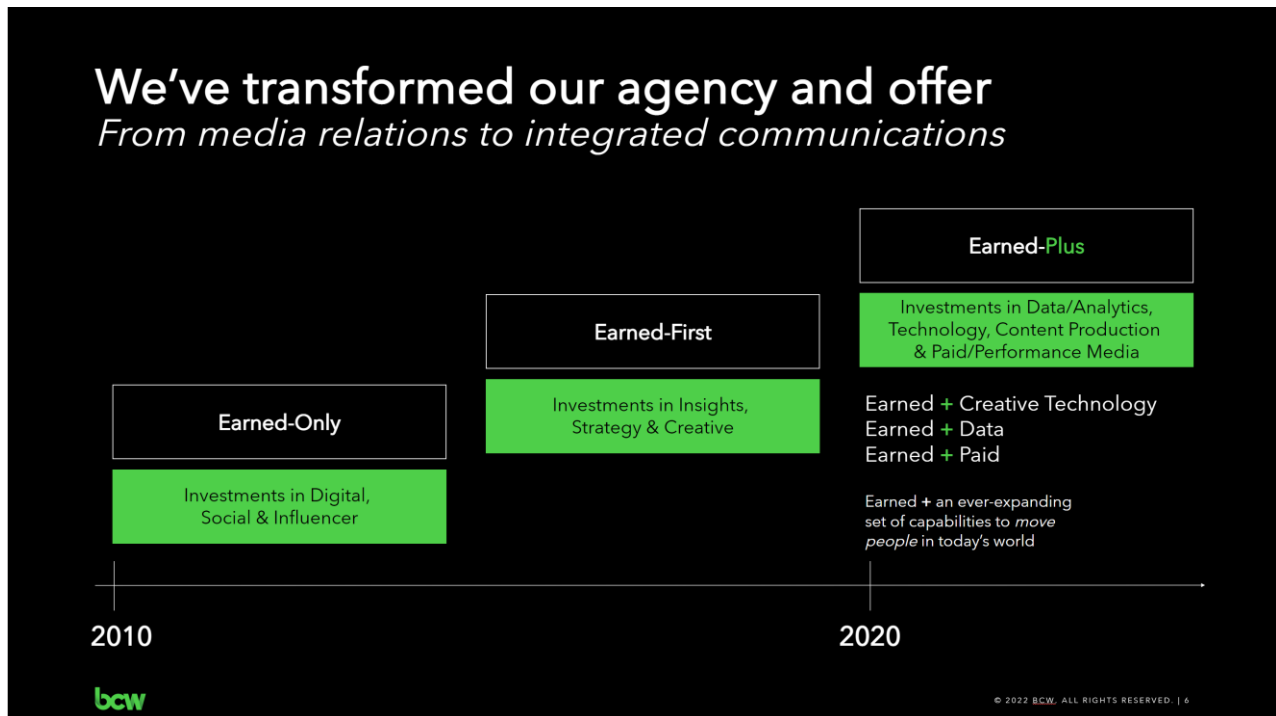 We've transformed our agency and offer
From media relations to integrated communications
Earned-Only
Investments in Digital,
Social & Influencer
Earned-First
Investments in Insights,
Strategy & Creative
Earned-Plus
Investments in Data/Analytics,
Technology, Content Production
& Paid/Performance Media
Earned + Creative Technology
Earned + Data
Earned + Paid
Earned + an ever-expanding
set of capabilities to move
people in today's world
2010
2020
bcw
© 2022 BCW. ALL RIGHTS RESERVED. | 6